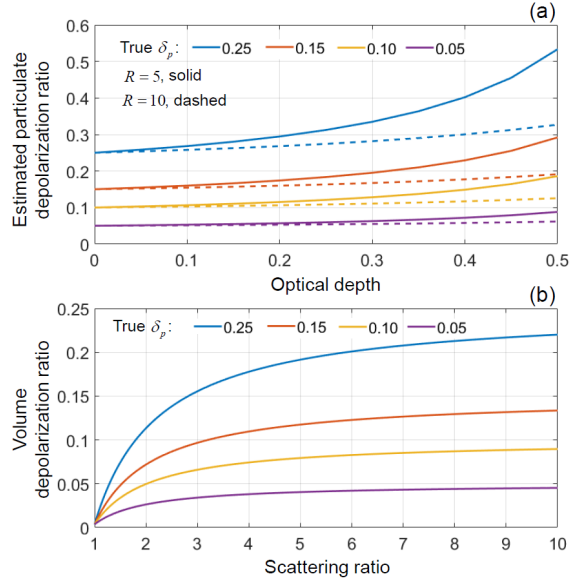 (a)
0.6
True δp: 0.25 0.15 0.10 0.05
R = 5, solid
R = 10, dashed
0.5
0.4
0.3
0.2
0.1
0
Estimated particulate
depolarization ratio
0 0.1 0.2 0.3 0.4 0.5
Optical depth
(b)
0.25
True δp: 0.25 0.15 0.10 0.05
0.2
0.15
0.1
0.05
0
Volume
depolarization ratio
1 2 3 4 5 6 7 8 9 10
Scattering ratio